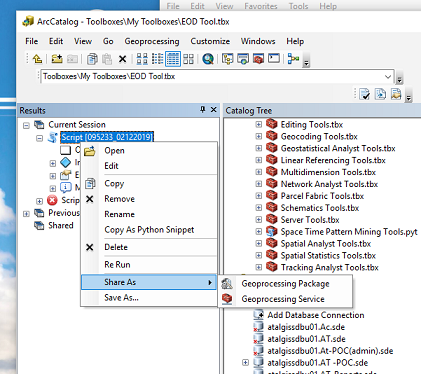 File Edit View Favorites
ArcCatalog - Toolboxes\My Toolboxes\EOD Tool.tbx
File Edit View Go Geoprocessing Customize Windows Help
Toolboxes\My Toolboxes\EOD Tool.tbx
Results
Catalog Tree
Current Session
Script [095233_02122019]
Scrip
Previous
Shared
Open
Edit
Copy
Remove
Rename
Copy As Python Snippet
Delete
Re Run
Share As
Save As...
Geoprocessing Package
Geoprocessing Service
Editing Tools.tbx
Geocoding Tools.tbx
Geostatistical Analyst Tools.tbx
Linear Referencing Tools.tbx
Multidimension Tools.tbx
Network Analyst Tools.tbx
Parcel Fabric Tools.tbx
Schematics Tools.tbx
Server Tools.tbx
Space Time Pattern Mining Tools.pyt
Spatial Analyst Tools.tbx
Spatial Statistics Tools.tbx
Tracking Analyst Tools.tbx
Add Database Connection
atalgissdbu01.Ac.sde
atalgissdbu01.AT.sde
atalgissdbu01.At-POC(admin).sde
atalgissdbu01.AT -POC.sde